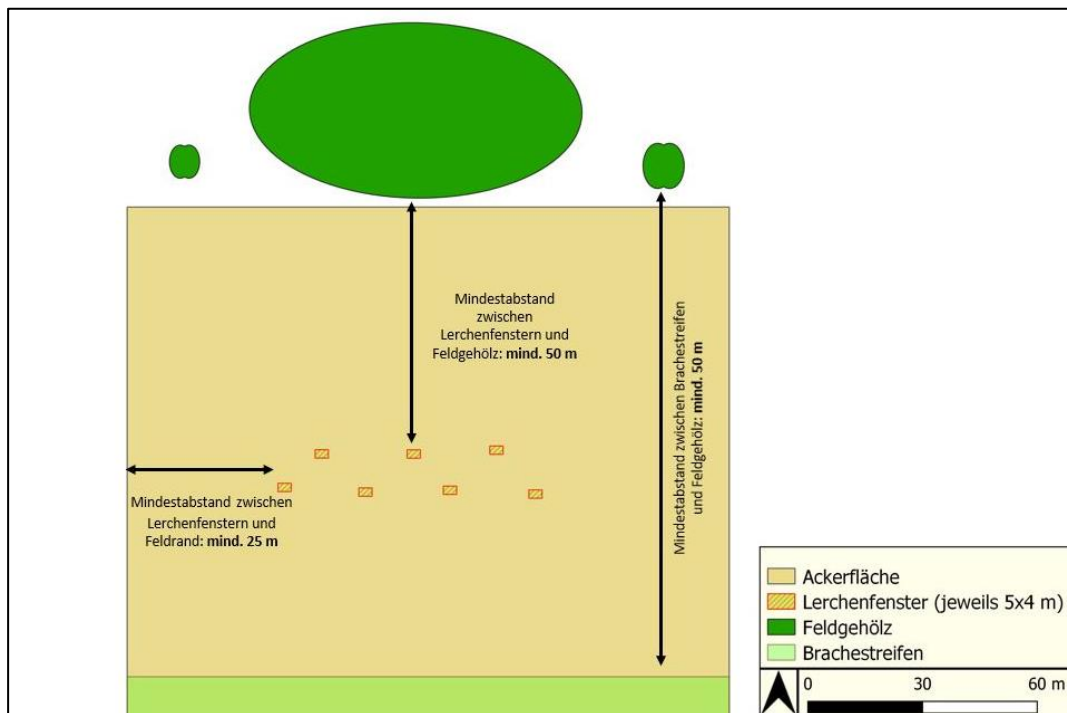 Mindestabstand
zwischen
Lerchenfenstern und
Feldgehölz: mind. 50 m
Mindestabstand zwischen Brachestreifen
und Feldgehölz: mind. 50 m
Mindestabstand zwischen
Lerchenfenstern und
Feldrand: mind. 25 m
Ackerfläche
Lerchenfenster (jeweils 5x4 m)
Feldgehölz
Brachestreifen
0 30 60 m